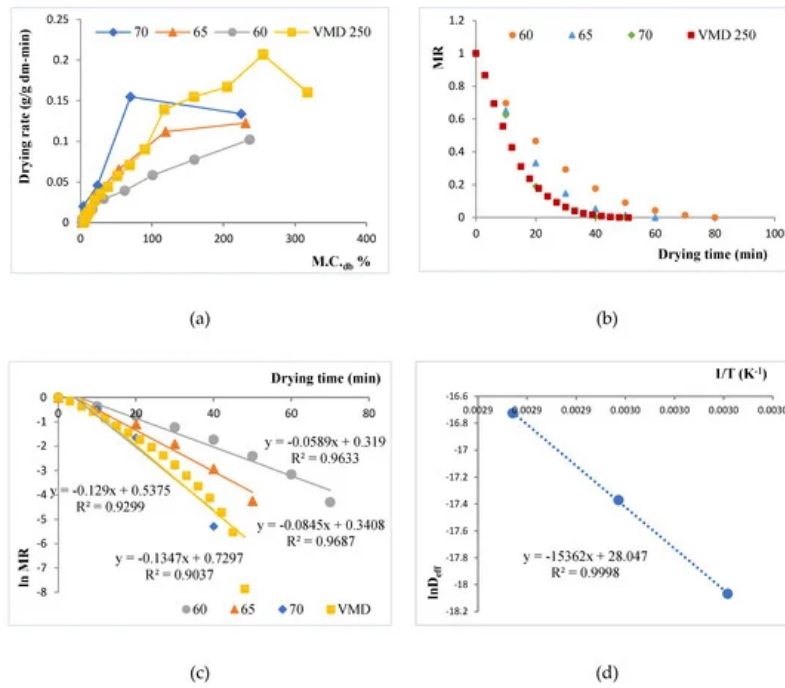 0.25
70 65 60 VMD 250
0.2
0.15
0.1
0.05
0
Drying rate (g/g dm-min)
0 100 200 300 400
M.C.db %
(a)
1.2
60 65 70 VMD 250
1
0.8
0.6
0.4
0.2
0
MR
0 20 40 60 80 100
Drying time (min)
(b)
Drying time (min)
0 20 40 60 80
0
-1
-2
-3
-4
-5
-6
-7
-8
ln MR
y = -0.0589x + 0.319
R² = 0.9633
y = -0.129x + 0.5375
R² = 0.9299
y = -0.0845x + 0.3408
R² = 0.9687
y = -0.1347x + 0.7297
R² = 0.9037
60 65 70 VMD
(c)
1/T (K-1)
-16.6
0.0029 0.0029 0.0029 0.0030 0.0030 0.0030 0.0030
-16.8
-17
-17.2
-17.4
-17.6
-17.8
-18
-18.2
lnDeff
y = -15362x + 28.047
R² = 0.9998
(d)